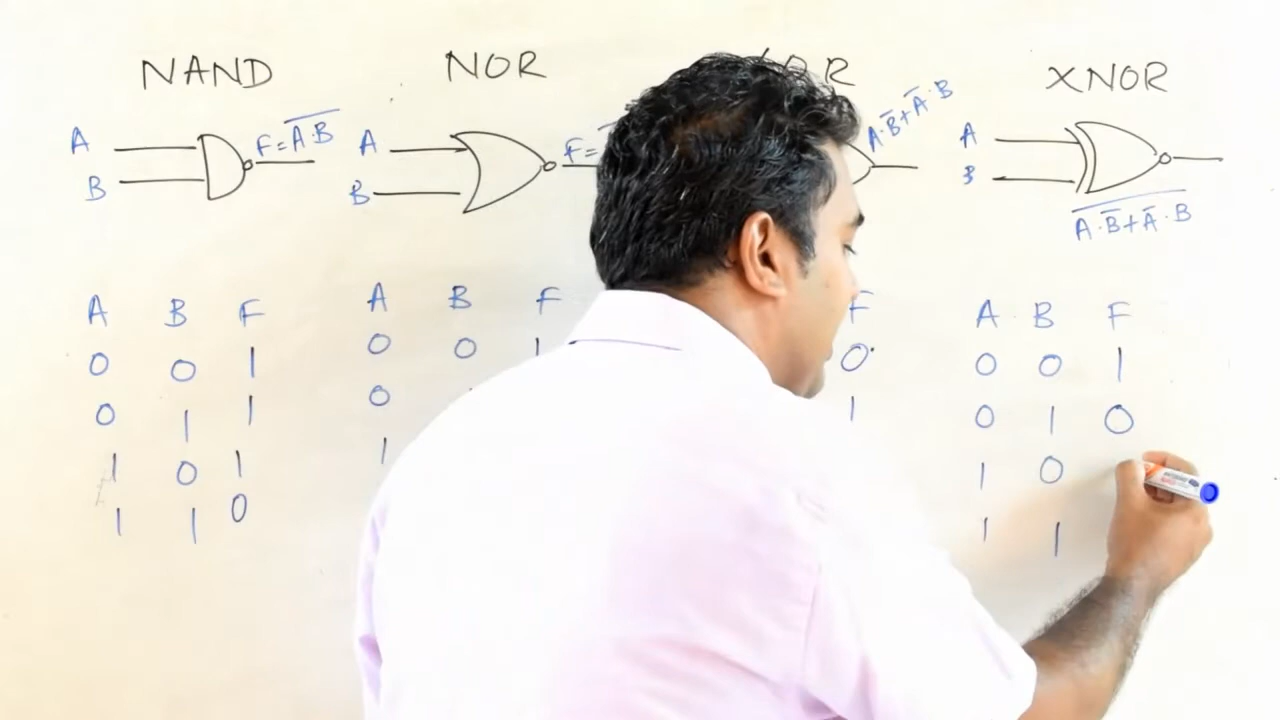 NAND
NOR
XNOR
A
B
F = A̅·̅B̅
A
B
F =
A·B̅ + A̅·B
A
B
A̅·̅B̅̅+̅A̅̅·̅B̅
A B F
0 0 1
0 1 1
1 0 1
1 1 0
A B F
0 0 1
0
1
F
0
1
A B F
0 0 1
0 1 0
1 0
1 1